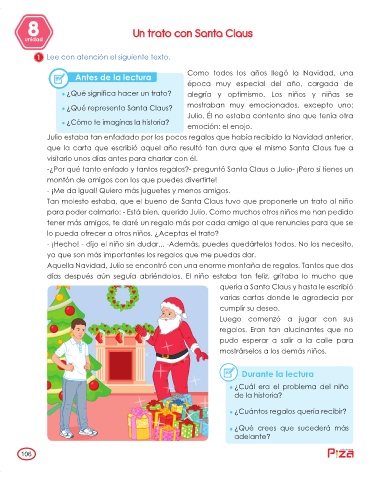 8
unidad
Un trato con Santa Claus
1 Lee con atención el siguiente texto.
Antes de la lectura
¿Qué significa hacer un trato?
¿Qué representa Santa Claus?
¿Cómo te imaginas la historia?
Como todos los años llegó la Navidad, una
época muy especial del año, cargada de
alegría y optimismo. Los niños y niñas se
mostraban muy emocionados, excepto uno:
Julio. Él no estaba contento sino que tenía otra
emoción: el enojo.
Julio estaba tan enfadado por los pocos regalos que había recibido la Navidad anterior,
que la carta que escribió aquel año resultó tan dura que el mismo Santa Claus fue a
visitarlo unos días antes para charlar con él.
-¿Por qué tanto enfado y tantos regalos?- preguntó Santa Claus a Julio- ¡Pero si tienes un
montón de amigos con los que puedes divertirte!
- ¡Me da igual! Quiero más juguetes y menos amigos.
Tan molesto estaba, que el bueno de Santa Claus tuvo que proponerle un trato al niño
para poder calmarlo: - Está bien, querido Julio. Como muchos otros niños me han pedido
tener más amigos, te daré un regalo más por cada amigo al que renuncies para que se
lo pueda ofrecer a otros niños. ¿Aceptas el trato?
- ¡Hecho! - dijo el niño sin dudar... -Además, puedes quedártelos todos. No los necesito,
ya que son más importantes los regalos que me puedas dar.
Aquella Navidad, Julio se encontró con una enorme montaña de regalos. Tantos que dos
días después aún seguía abriéndolos. El niño estaba tan feliz, gritaba lo mucho que
quería a Santa Claus y hasta le escribió
varias cartas donde le agradecía por
cumplir su deseo.
Luego comenzó a jugar con sus
regalos. Eran tan alucinantes que no
pudo esperar a salir a la calle para
mostrárselos a los demás niños.
Durante la lectura
¿Cuál era el problema del niño
de la historia?
¿Cuántos regalos quería recibir?
¿Qué crees que sucederá más
adelante?
106
P!zä